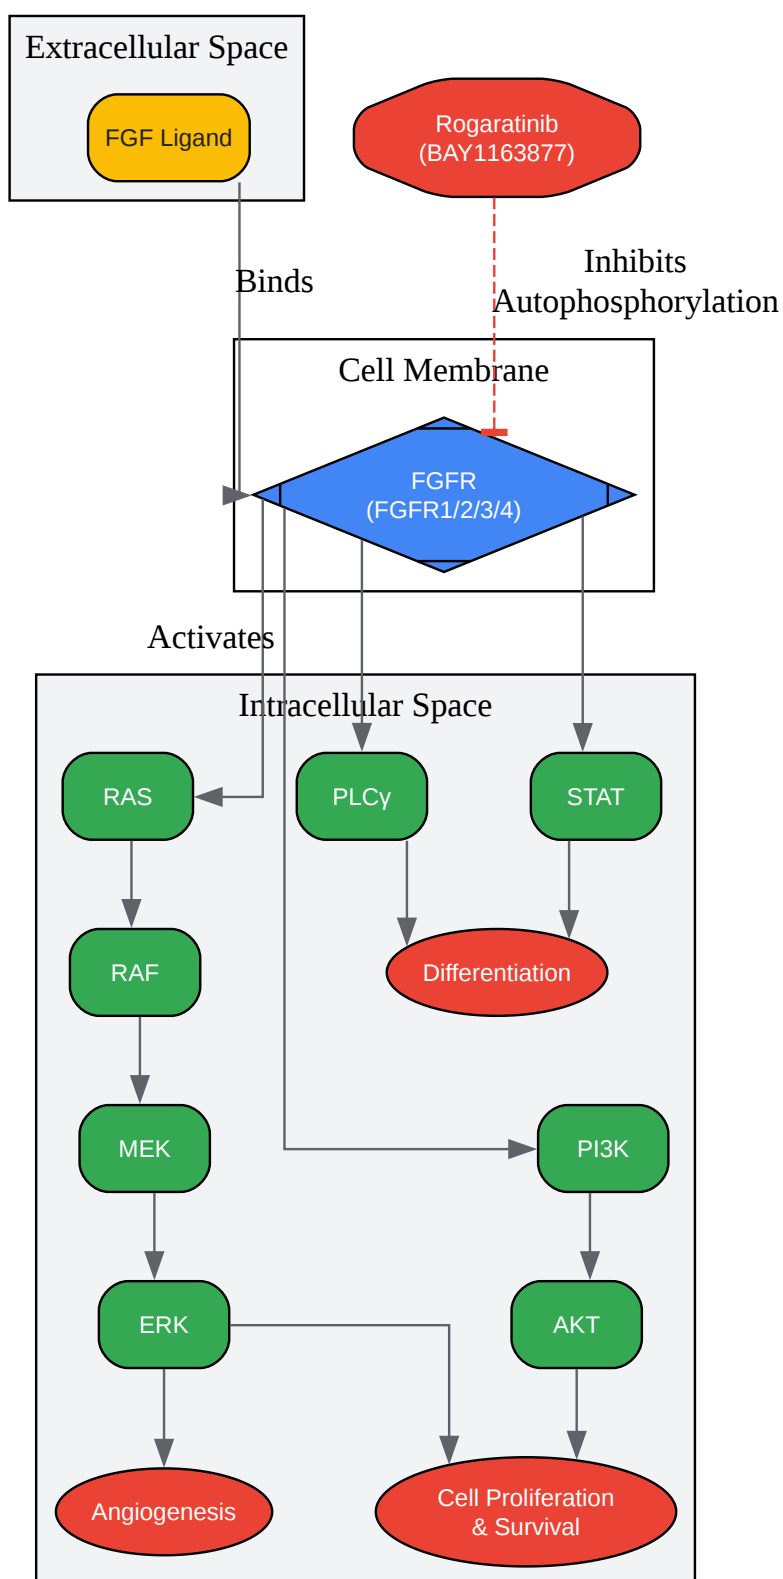 Extracellular Space
FGF Ligand
Rogaratinib
(BAY1163877)
Binds
Inhibits
Autophosphorylation
Cell Membrane
FGFR
(FGFR1/2/3/4)
Activates
Intracellular Space
RAS
PLCγ
STAT
RAF
Differentiation
MEK
PI3K
ERK
AKT
Angiogenesis
Cell Proliferation
& Survival